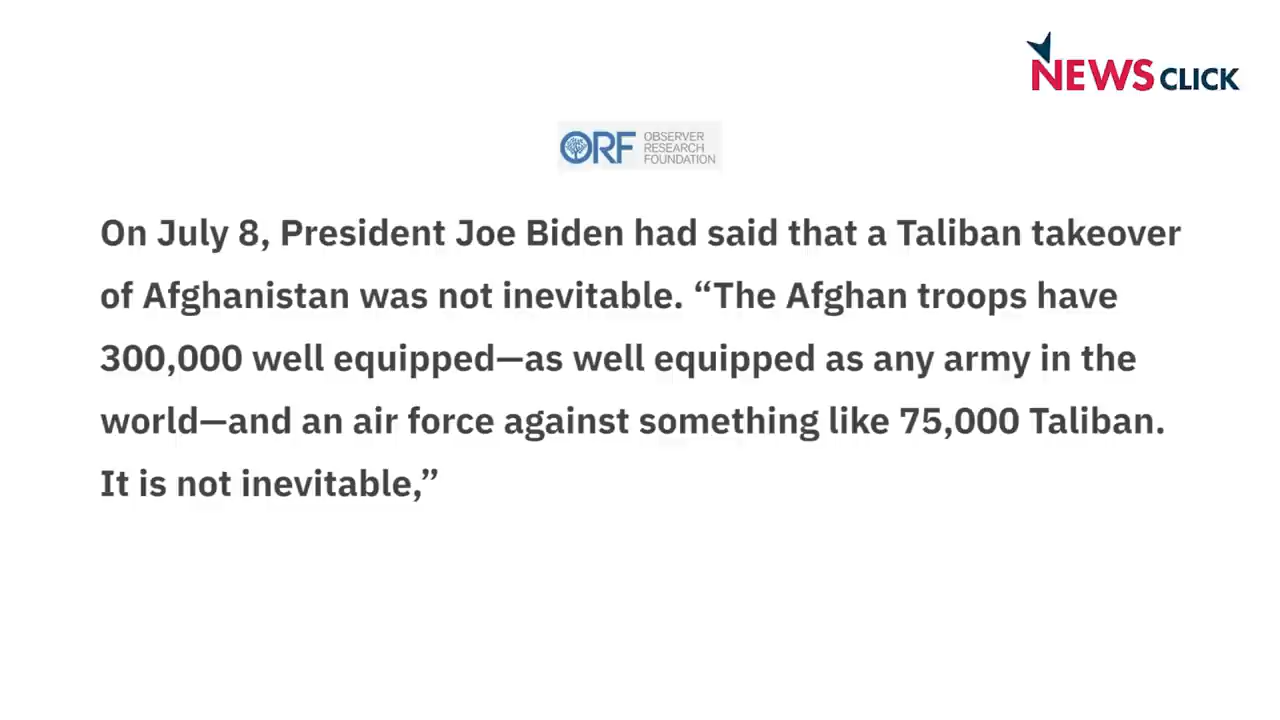 NEWS CLICK
ORF OBSERVER
RESEARCH
FOUNDATION
On July 8, President Joe Biden had said that a Taliban takeover
of Afghanistan was not inevitable. “The Afghan troops have
300,000 well equipped—as well equipped as any army in the
world—and an air force against something like 75,000 Taliban.
It is not inevitable,”